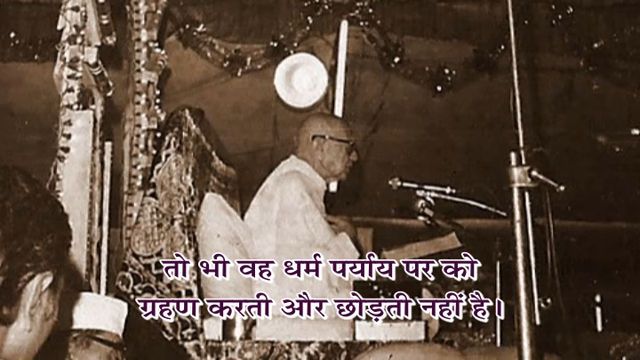 तो भी वह धर्म पर्याय पर को
ग्रहण करती और छोड़ती नहीं है।